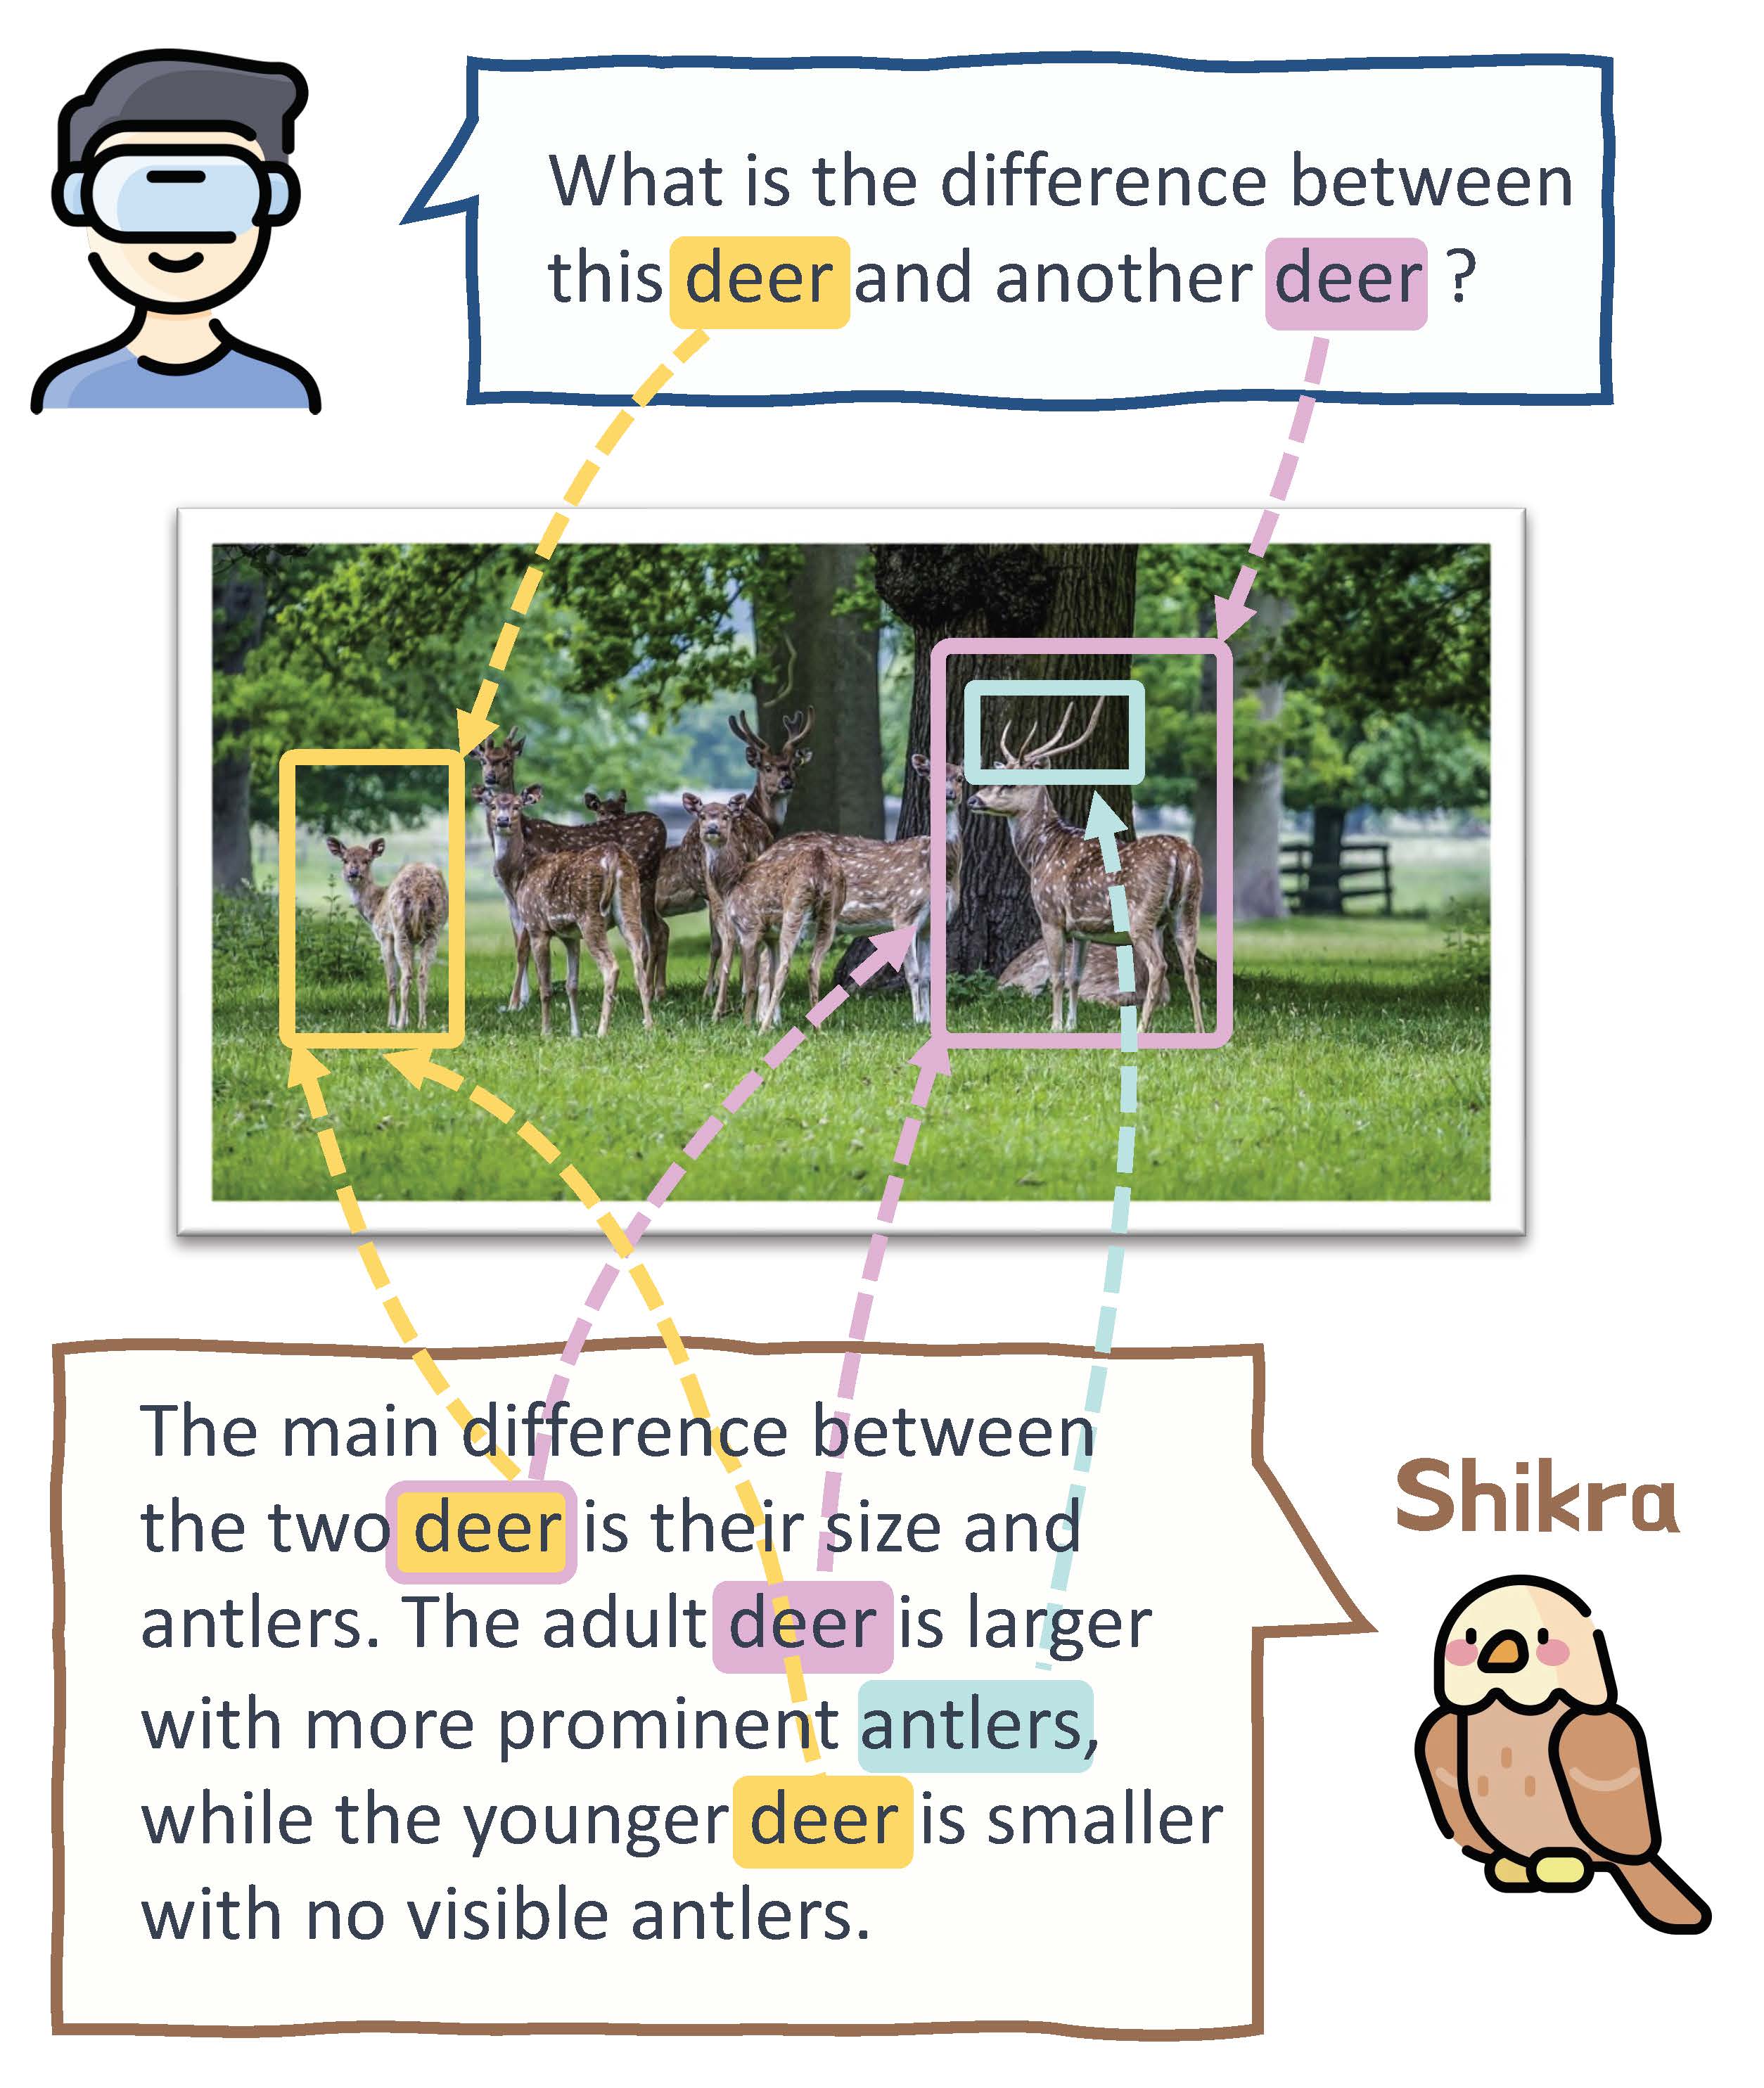 What is the difference between
this deer and another deer ?
The main difference between
the two deer is their size and
antlers. The adult deer is larger
with more prominent antlers,
while the younger deer is smaller
with no visible antlers.
Shikra